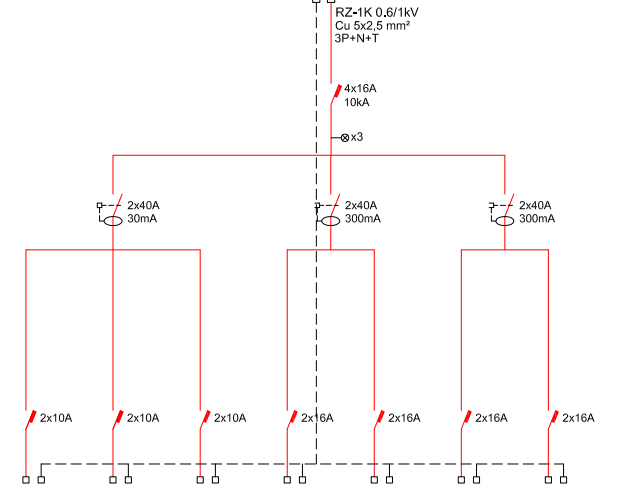 RZ-1K 0.6/1kV
Cu 5x2,5 mm²
3P+N+T
4x16A
10kA
x3
2x40A
30mA
2x40A
300mA
2x40A
300mA
2x10A
2x10A
2x10A
2x16A
2x16A
2x16A
2x16A